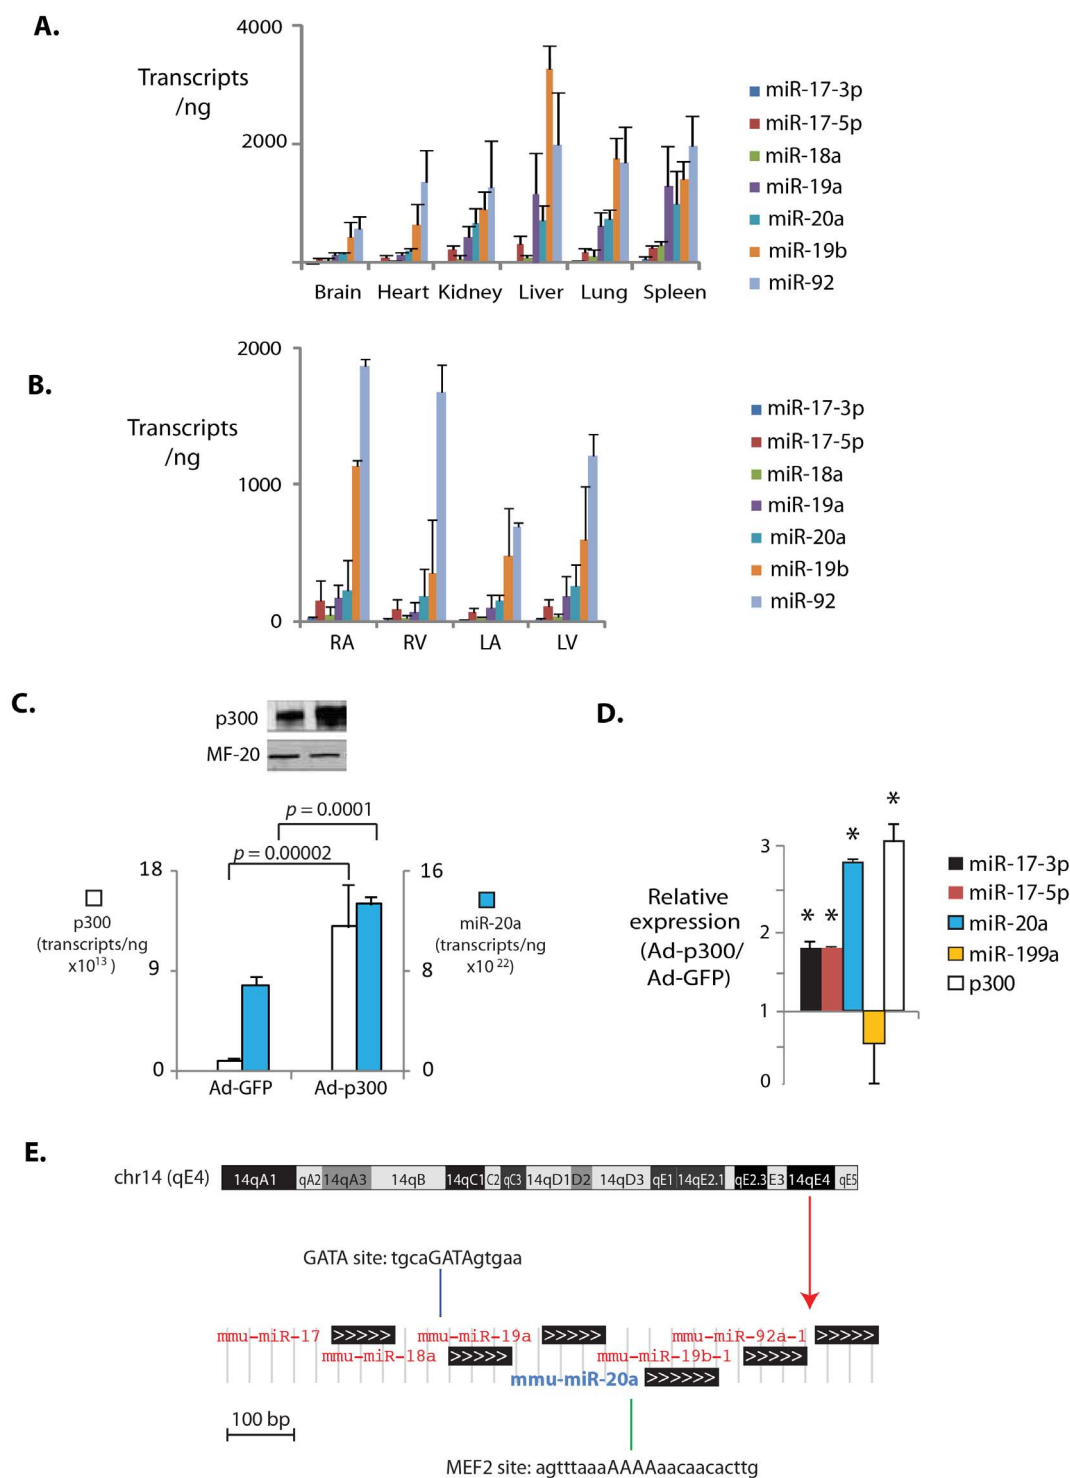 A.
4000
Transcripts
/ng
2000
miR-17-3p
miR-17-5p
miR-18a
miR-19a
miR-20a
miR-19b
miR-92
Brain Heart Kidney Liver Lung Spleen
B.
2000
Transcripts
/ng
1000
0
miR-17-3p
miR-17-5p
miR-18a
miR-19a
miR-20a
miR-19b
miR-92
RA RV LA LV
C.
p300
MF-20
p = 0.0001
p = 0.00002
18
9
0
p300
(transcripts/ng
x10¹³)
16
8
0
miR-20a
(transcripts/ng
x10²²)
Ad-GFP Ad-p300
D.
Relative
expression
(Ad-p300/
Ad-GFP)
3
2
1
0
* * * *
miR-17-3p
miR-17-5p
miR-20a
miR-199a
p300
E.
chr14 (qE4)
14qA1 qA2 14qA3 14qB 14qC1 C2 qC3 14qD1 D2 14qD3 qE1 14qE2.1 qE2.3 E3 14qE4 qE5
GATA site: tgcaGATAgtgaa
mmu-miR-17 >>>>> mmu-miR-19a >>>>> mmu-miR-92a-1 >>>>>
mmu-miR-18a >>>>> mmu-miR-19b-1 >>>>>
mmu-miR-20a >>>>>>
100 bp
MEF2 site: agtttaaaAAAAaacaacacttg